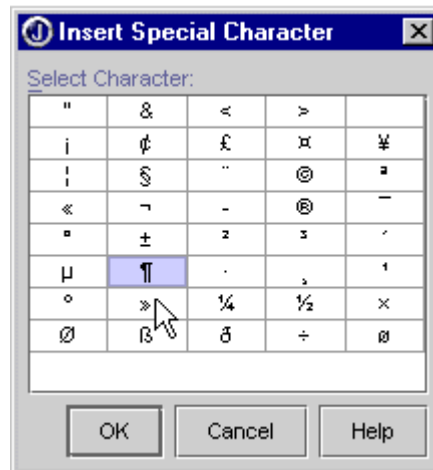 Insert Special Character
Select Character:
" & < >
¡ ¢ £ ¤ ¥
¦ § ¨ © ª
« ¬ - ® ¯
° ± ² ³ ´
µ ¶ · ¸ ¹
º » ¼ ½ ×
Ø ß ð ÷ ø
OK Cancel Help